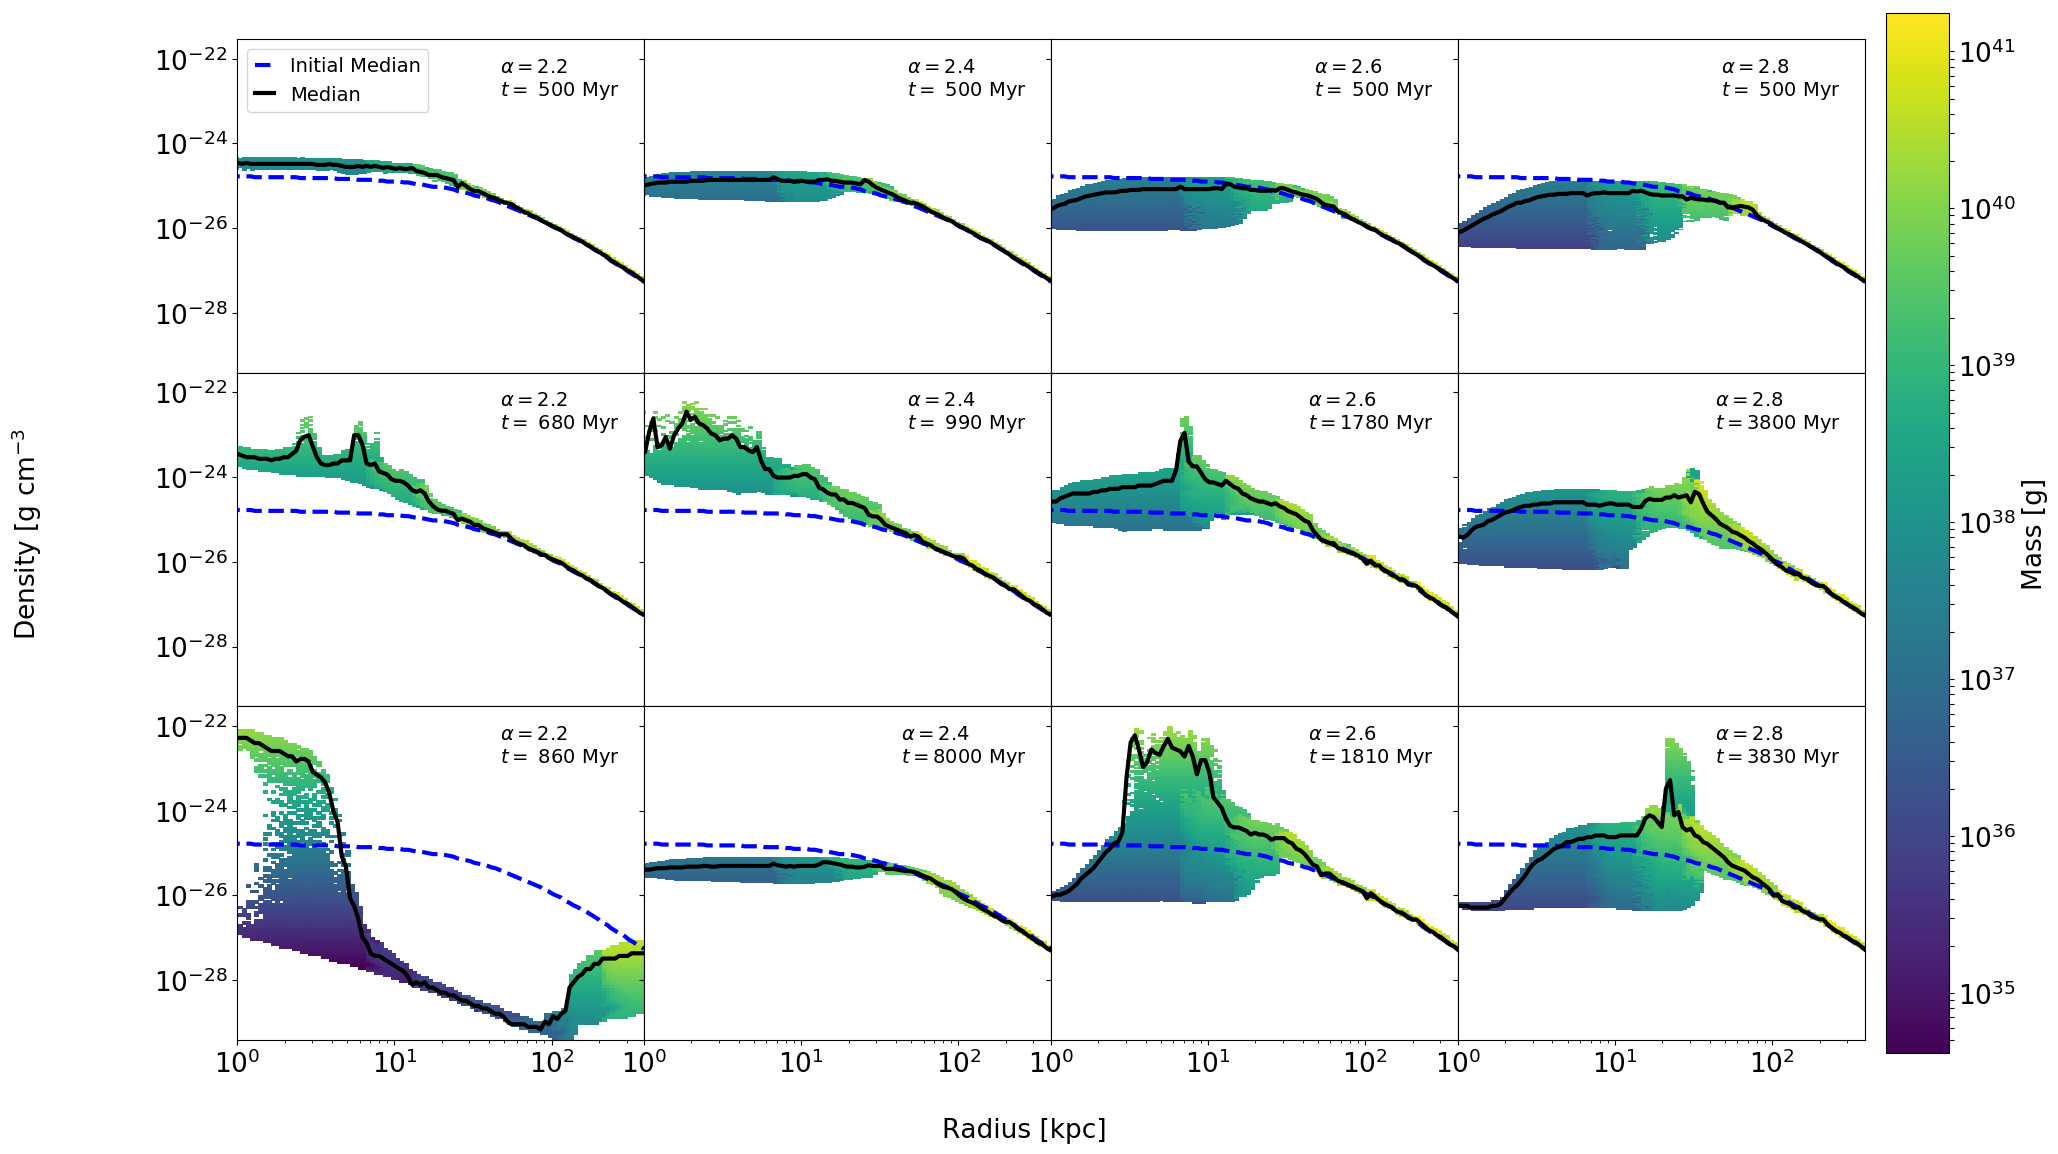 Initial Median
Median
α = 2.2
t = 500 Myr
α = 2.4
t = 500 Myr
α = 2.6
t = 500 Myr
α = 2.8
t = 500 Myr
10⁻²²
10⁻²⁴
10⁻²⁶
10⁻²⁸
α = 2.2
t = 680 Myr
α = 2.4
t = 990 Myr
α = 2.6
t = 1780 Myr
α = 2.8
t = 3800 Myr
10⁻²²
10⁻²⁴
10⁻²⁶
10⁻²⁸
α = 2.2
t = 860 Myr
α = 2.4
t = 8000 Myr
α = 2.6
t = 1810 Myr
α = 2.8
t = 3830 Myr
10⁻²²
10⁻²⁴
10⁻²⁶
10⁻²⁸
10⁰ 10¹ 10² 10⁰ 10¹ 10² 10⁰ 10¹ 10² 10⁰ 10¹ 10²
Radius [kpc]
Density [g cm⁻³]
10⁴¹
10⁴⁰
10³⁹
10³⁸
10³⁷
10³⁶
10³⁵
Mass [g]